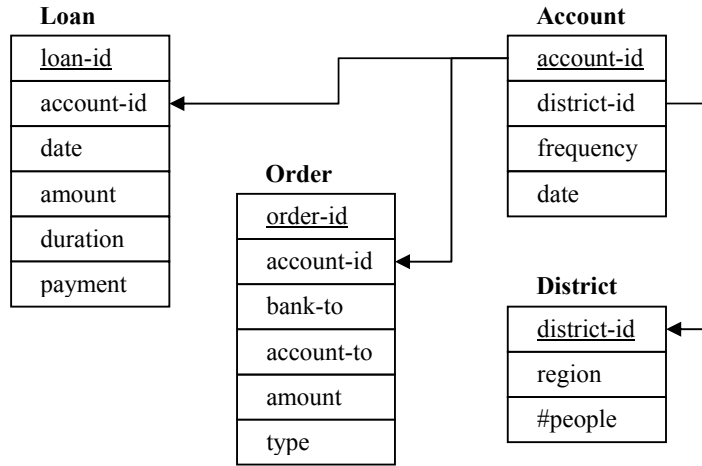 Loan
loan-id
account-id
date
amount
duration
payment
Order
order-id
account-id
bank-to
account-to
amount
type
Account
account-id
district-id
frequency
date
District
district-id
region
#people